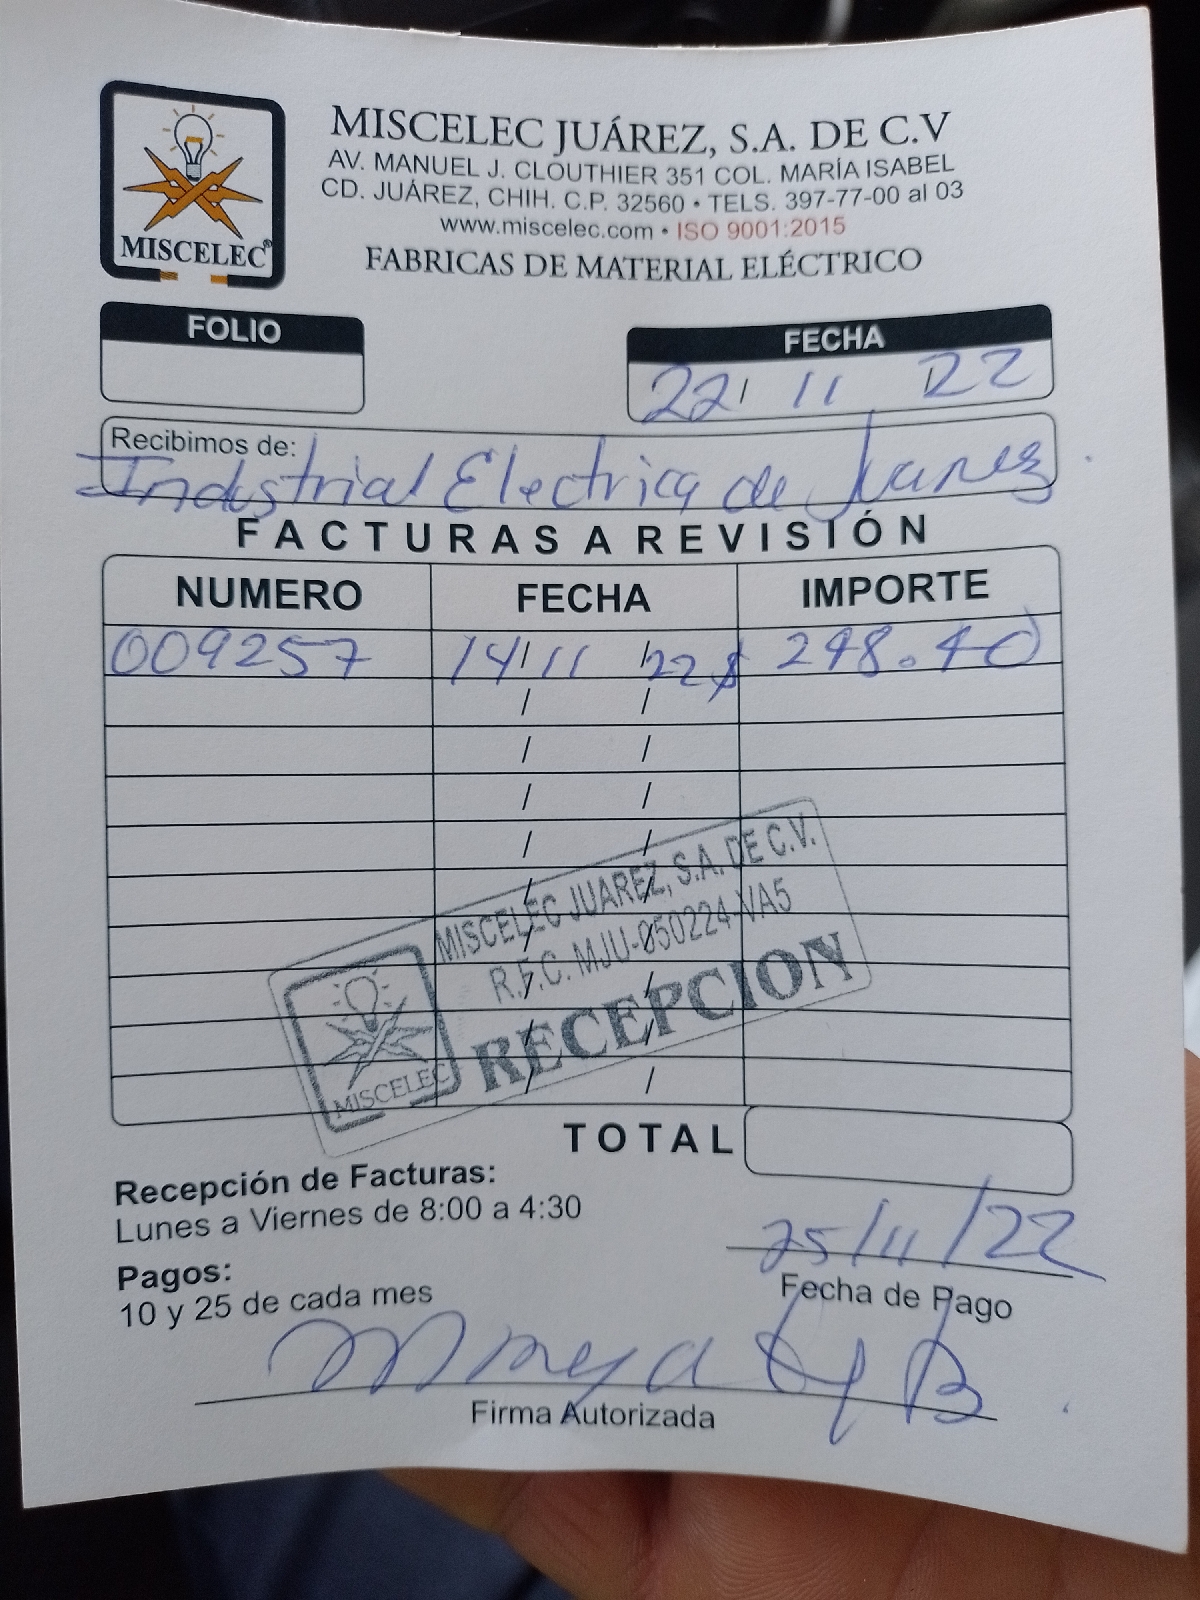 MISCELEC®
MISCELEC JUÁREZ, S.A. DE C.V
AV. MANUEL J. CLOUTHIER 351 COL. MARÍA ISABEL
CD. JUÁREZ, CHIH. C.P. 32560 • TELS. 397-77-00 al 03
www.miscelec.com • ISO 9001:2015
FABRICAS DE MATERIAL ELÉCTRICO
FOLIO
FECHA
22 / 11 / 22
Recibimos de:
Industrial Electrica de Juarez.
FACTURAS A REVISIÓN
NUMERO FECHA IMPORTE
009257 14 / 11 / 22 $ 298.40
MISCELEC JUAREZ, S.A. DE C.V.
R.F.C. MJU-050224-VA5
RECEPCION
MISCELEC
TOTAL
Recepción de Facturas:
Lunes a Viernes de 8:00 a 4:30
25/11/22
Fecha de Pago
Pagos:
10 y 25 de cada mes
Firma Autorizada